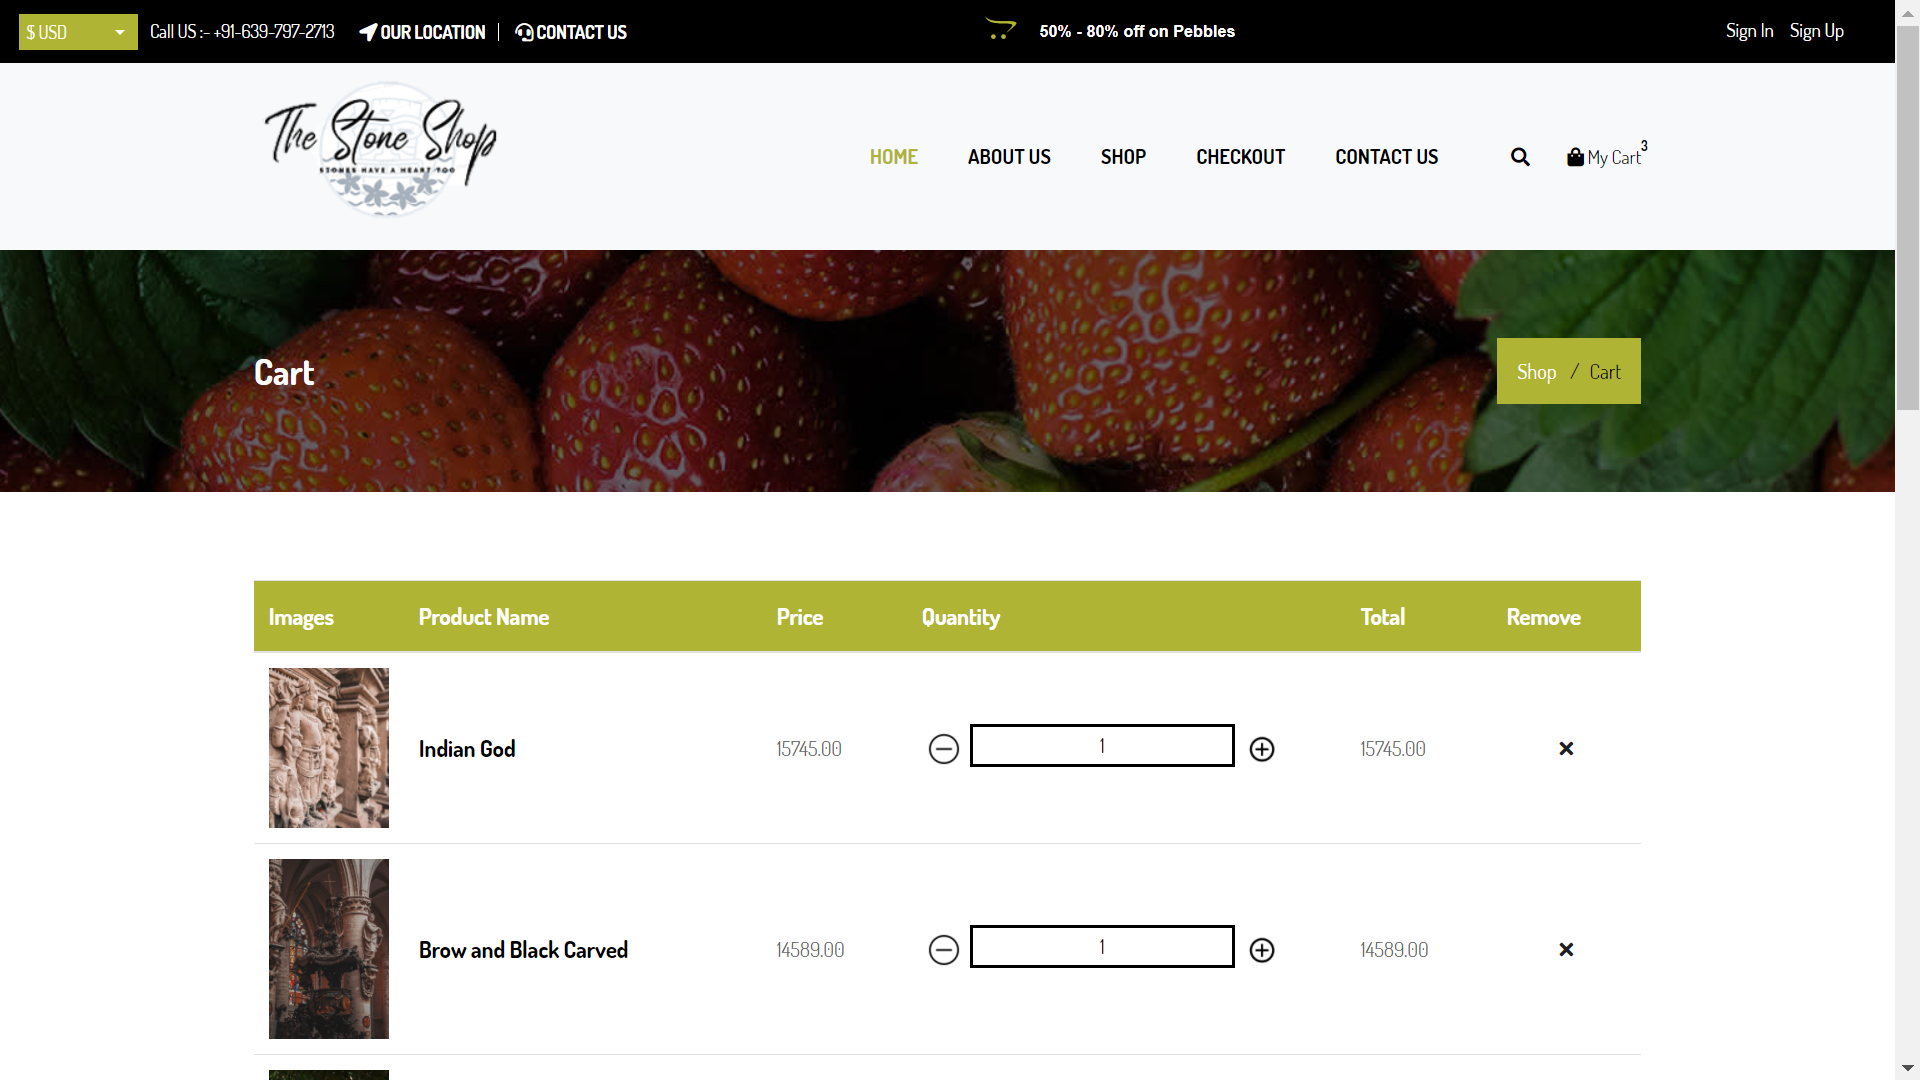 $ USD
Call US :- +91-639-797-2713
OUR LOCATION
CONTACT US
50% - 80% off on Pebbles
Sign In
Sign Up
The Stone Shop
STONES HAVE A HEART TOO
HOME
ABOUT US
SHOP
CHECKOUT
CONTACT US
My Cart 3
Cart
Shop / Cart
Images Product Name Price Quantity Total Remove
Indian God 15745.00 1 15745.00
Brow and Black Carved 14589.00 1 14589.00